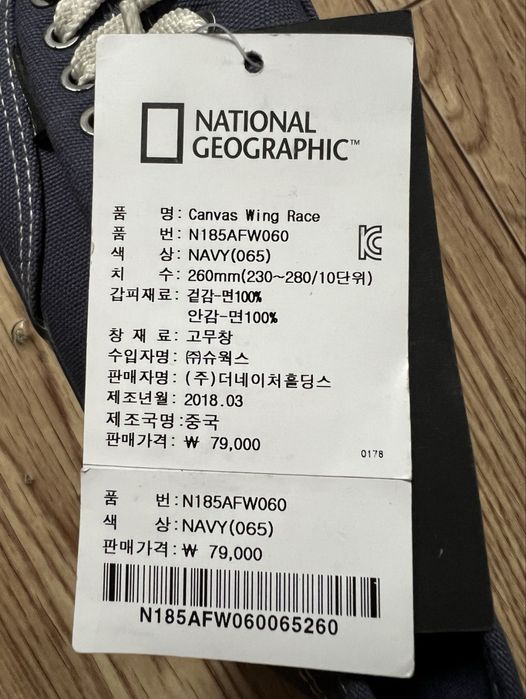 NATIONAL
GEOGRAPHIC™
품 명: Canvas Wing Race
품 번: N185AFW060
색 상: NAVY(065)
치 수: 260mm(230~280/10단위)
갑피재료: 겉감-면100%
안감-면100%
창 재 료: 고무창
수입자명: ㈜슈웍스
판매자명: (주)더네이처홀딩스
제조년월: 2018.03
제조국명:중국
판매가격: ₩ 79,000
0178
품 번:N185AFW060
색 상:NAVY(065)
판매가격:₩ 79,000
N185AFW060065260